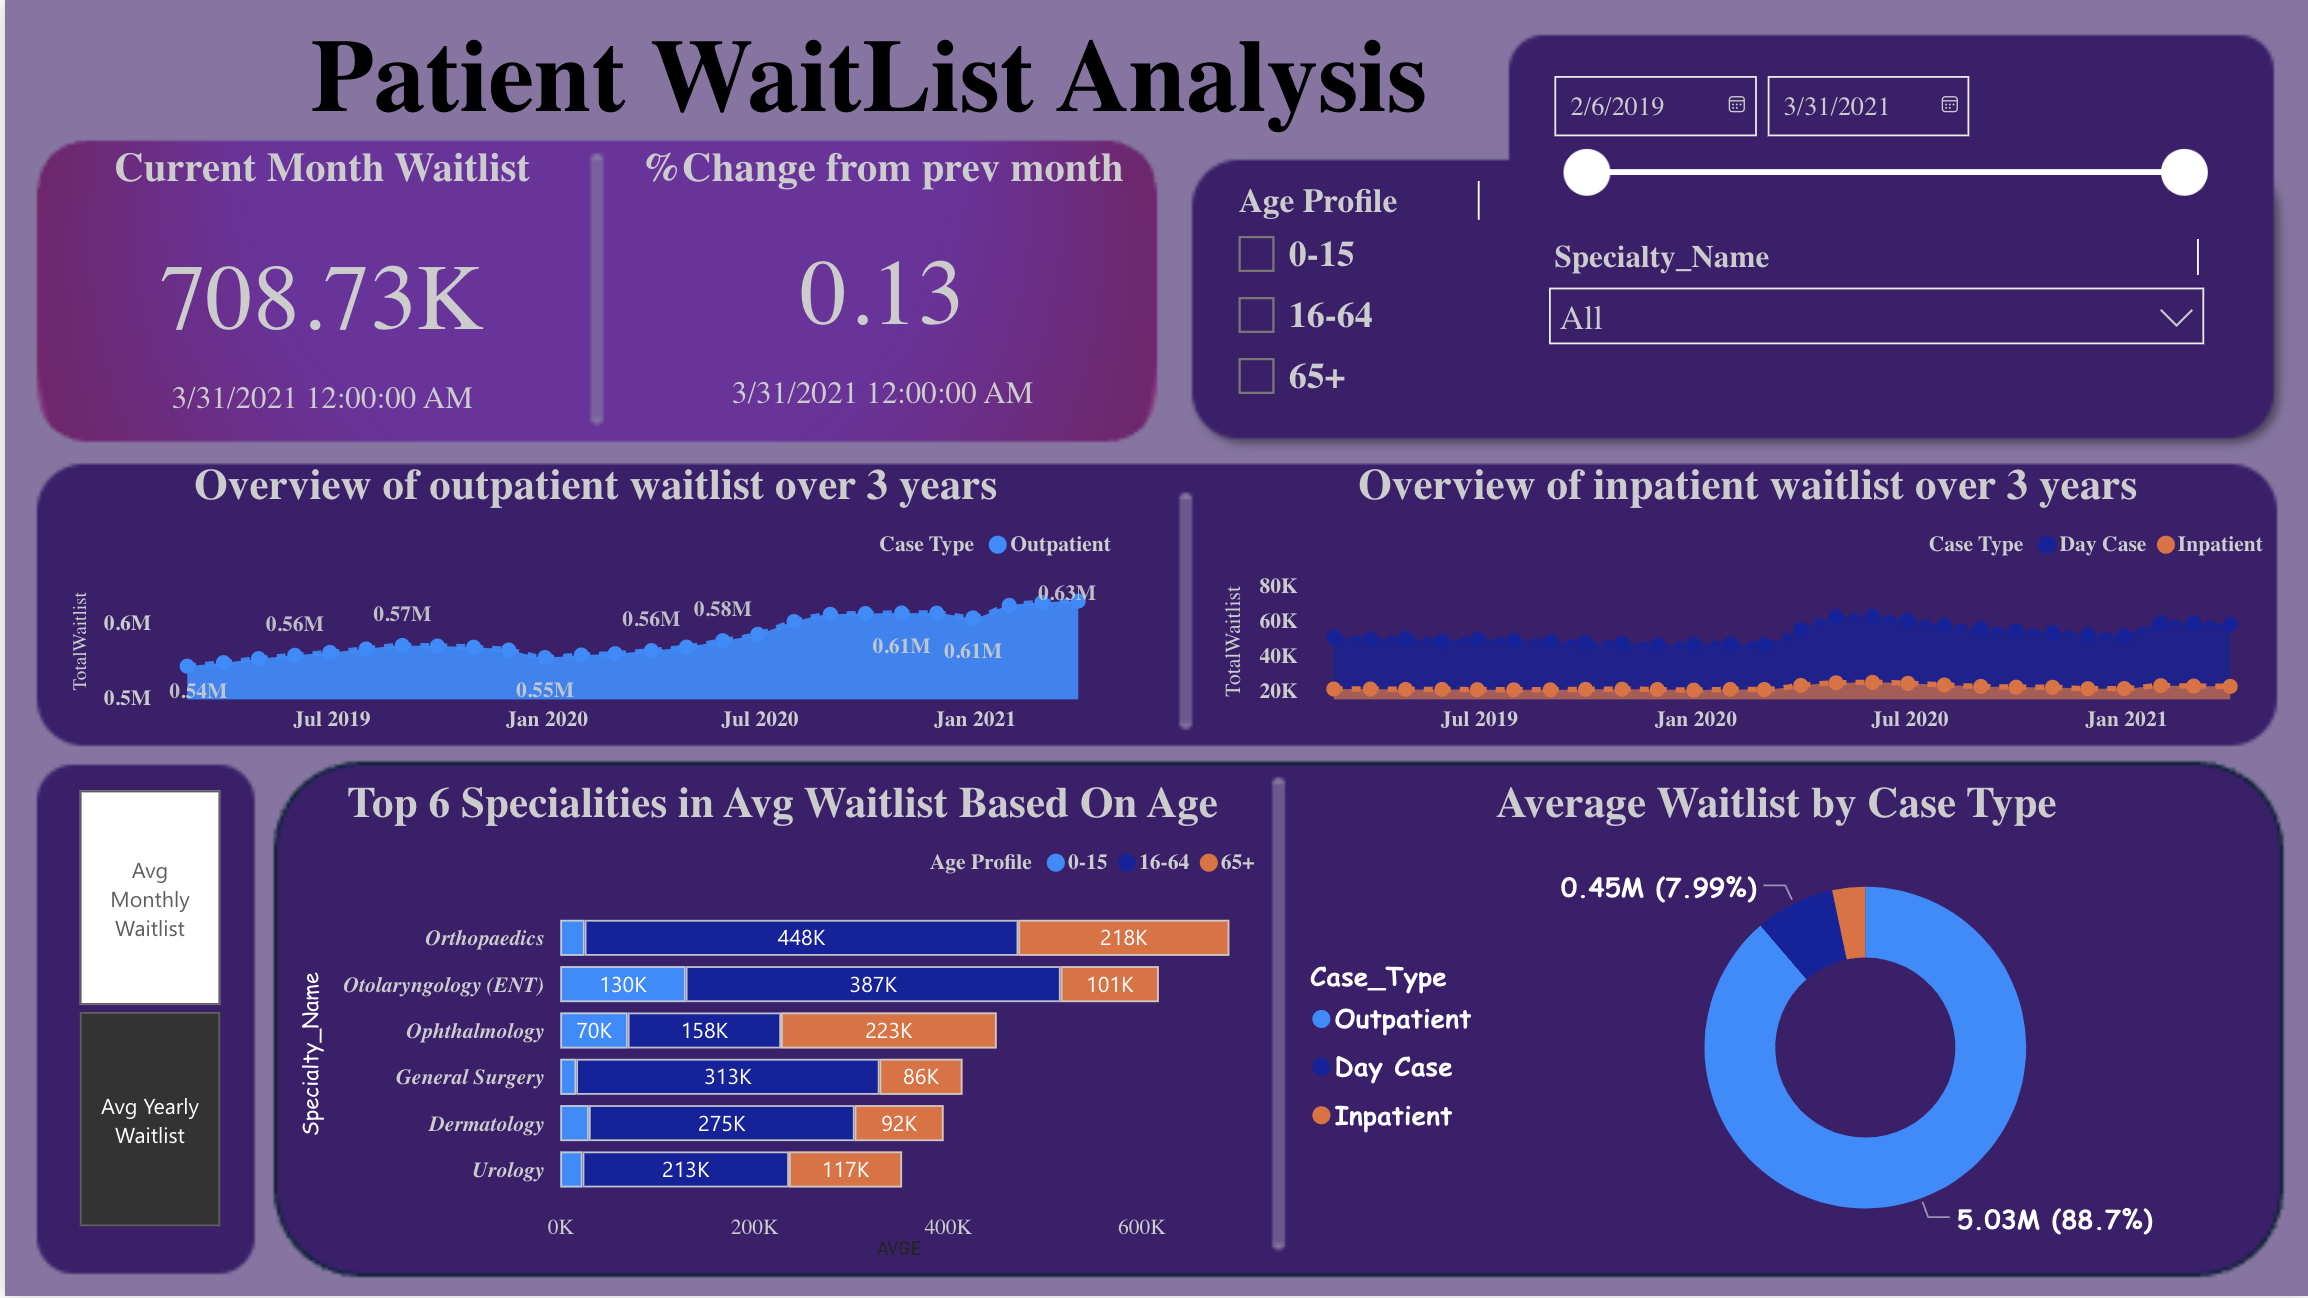 Patient WaitList Analysis
2/6/2019
3/31/2021
Current Month Waitlist
708.73K
3/31/2021 12:00:00 AM
%Change from prev month
0.13
3/31/2021 12:00:00 AM
Age Profile
0-15
16-64
65+
Specialty_Name
All
Overview of outpatient waitlist over 3 years
Case Type Outpatient
TotalWaitlist
0.6M
0.5M
0.54M
0.56M
0.57M
0.55M
0.56M
0.58M
0.61M
0.61M
0.63M
Jul 2019
Jan 2020
Jul 2020
Jan 2021
Overview of inpatient waitlist over 3 years
Case Type Day Case Inpatient
TotalWaitlist
80K
60K
40K
20K
Jul 2019
Jan 2020
Jul 2020
Jan 2021
Avg
Monthly
Waitlist
Avg Yearly
Waitlist
Top 6 Specialities in Avg Waitlist Based On Age
Age Profile 0-15 16-64 65+
Specialty_Name
Orthopaedics 448K 218K
Otolaryngology (ENT) 130K 387K 101K
Ophthalmology 70K 158K 223K
General Surgery 313K 86K
Dermatology 275K 92K
Urology 213K 117K
0K 200K 400K 600K
AVGE
Average Waitlist by Case Type
0.45M (7.99%)
Case_Type
Outpatient
Day Case
Inpatient
5.03M (88.7%)